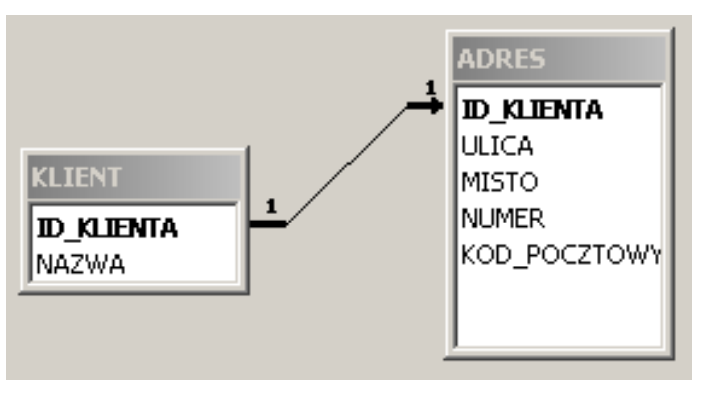 KLIENT
ID_KLIENTA
NAZWA
1
1
ADRES
ID_KLIENTA
ULICA
MISTO
NUMER
KOD_POCZTOWY